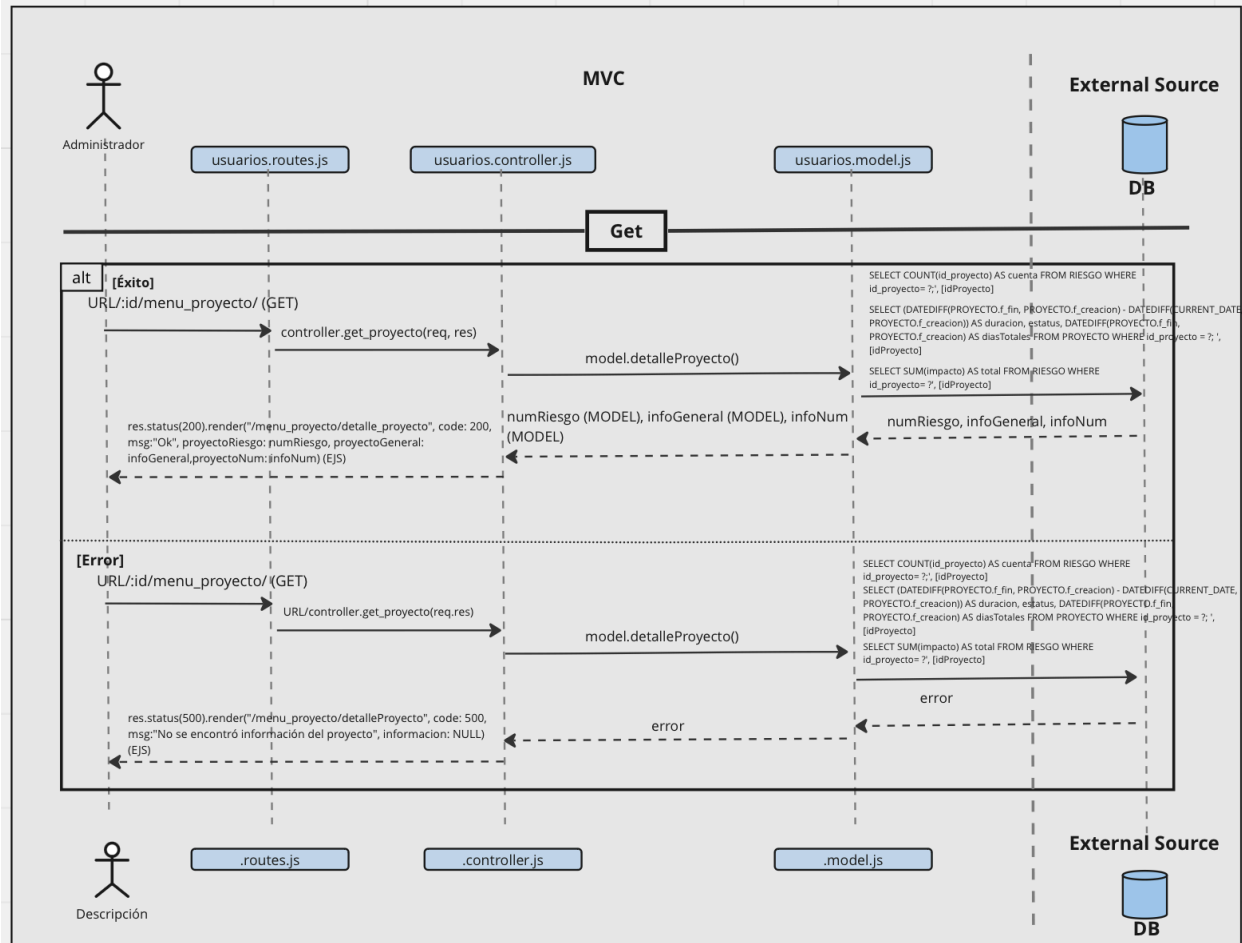 MVC
External Source
Administrador
usuarios.routes.js
usuarios.controller.js
usuarios.model.js
DB
Get
alt
[Éxito]
URL/:id/menu_proyecto/ (GET)
controller.get_proyecto(req, res)
model.detalleProyecto()
SELECT COUNT(id_proyecto) AS cuenta FROM RIESGO WHERE
id_proyecto= ?;', [idProyecto]
SELECT (DATEDIFF(PROYECTO.f_fin, PROYECTO.f_creacion) - DATEDIFF(CURRENT_DATE,
PROYECTO.f_creacion)) AS duracion, estatus, DATEDIFF(PROYECTO.f_fin,
PROYECTO.f_creacion) AS diasTotales FROM PROYECTO WHERE id_proyecto = ?; ',
[idProyecto]
SELECT SUM(impacto) AS total FROM RIESGO WHERE
id_proyecto= ?', [idProyecto]
numRiesgo, infoGeneral, infoNum
numRiesgo (MODEL), infoGeneral (MODEL), infoNum
(MODEL)
res.status(200).render("/menu_proyecto/detalle_proyecto", code: 200,
msg:"Ok", proyectoRiesgo: numRiesgo, proyectoGeneral:
infoGeneral,proyectoNum: infoNum) (EJS)
[Error]
URL/:id/menu_proyecto/ (GET)
URL/controller.get_proyecto(req.res)
model.detalleProyecto()
SELECT COUNT(id_proyecto) AS cuenta FROM RIESGO WHERE
id_proyecto= ?;', [idProyecto]
SELECT (DATEDIFF(PROYECTO.f_fin, PROYECTO.f_creacion) - DATEDIFF(CURRENT_DATE,
PROYECTO.f_creacion)) AS duracion, estatus, DATEDIFF(PROYECTO.f_fin,
PROYECTO.f_creacion) AS diasTotales FROM PROYECTO WHERE id_proyecto = ?; ',
[idProyecto]
SELECT SUM(impacto) AS total FROM RIESGO WHERE
id_proyecto= ?', [idProyecto]
error
error
res.status(500).render("/menu_proyecto/detalleProyecto", code: 500,
msg:"No se encontró información del proyecto", informacion: NULL)
(EJS)
External Source
.routes.js
.controller.js
.model.js
Descripción
DB